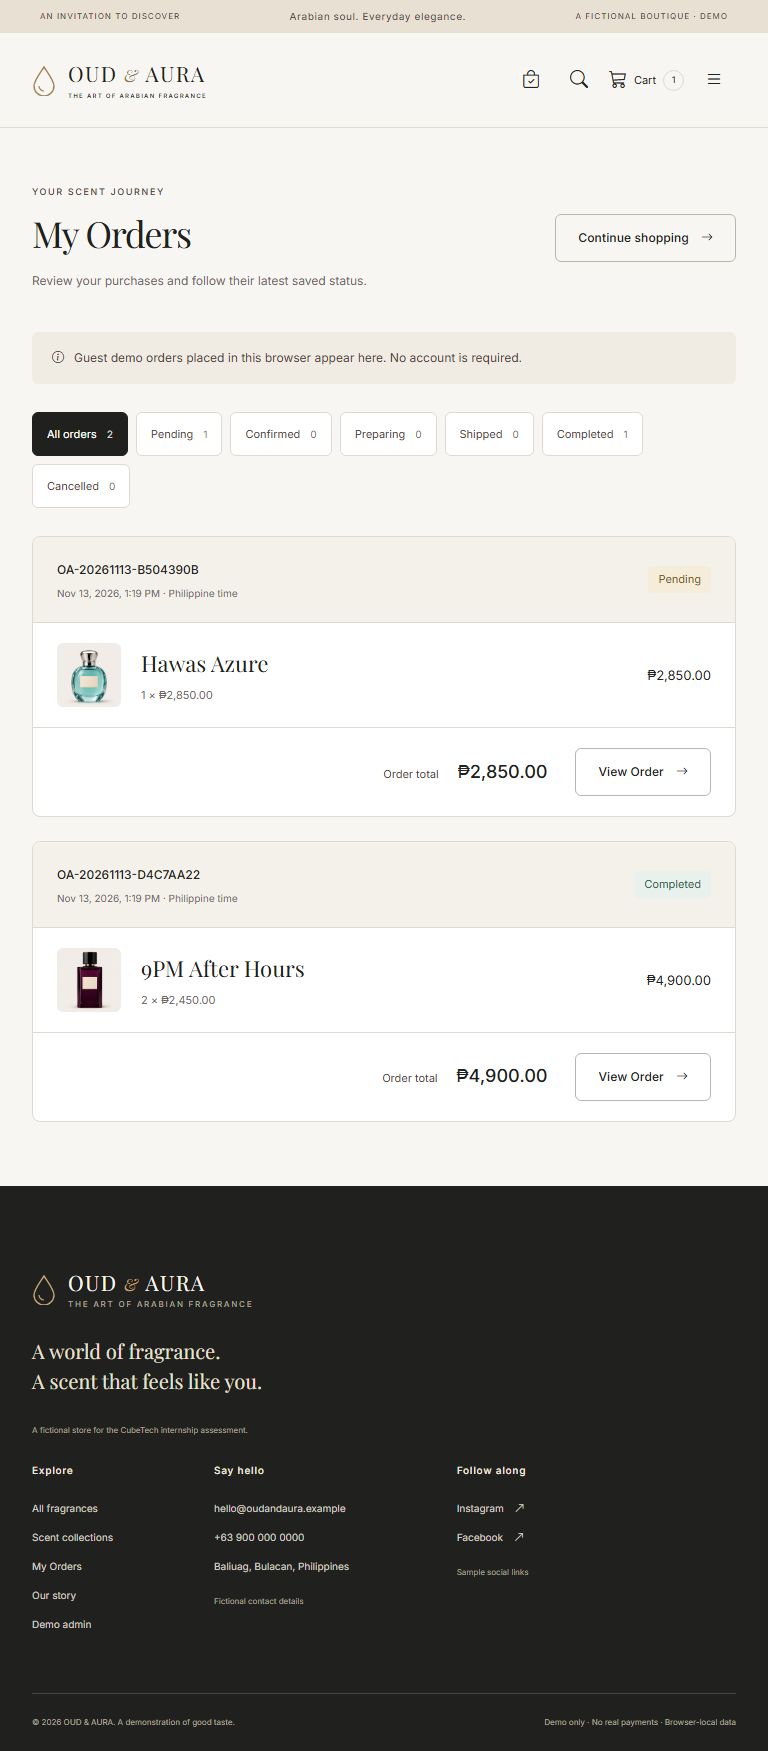 AN INVITATION TO DISCOVER
Arabian soul. Everyday elegance.
A FICTIONAL BOUTIQUE · DEMO
OUD & AURA
THE ART OF ARABIAN FRAGRANCE
Cart 1
YOUR SCENT JOURNEY
My Orders
Continue shopping →
Review your purchases and follow their latest saved status.
Guest demo orders placed in this browser appear here. No account is required.
All orders 2
Pending 1
Confirmed 0
Preparing 0
Shipped 0
Completed 1
Cancelled 0
OA-20261113-B504390B
Nov 13, 2026, 1:19 PM · Philippine time
Pending
Hawas Azure
1 × ₱2,850.00
₱2,850.00
Order total ₱2,850.00
View Order →
OA-20261113-D4C7AA22
Nov 13, 2026, 1:19 PM · Philippine time
Completed
9PM After Hours
2 × ₱2,450.00
₱4,900.00
Order total ₱4,900.00
View Order →
OUD & AURA
THE ART OF ARABIAN FRAGRANCE
A world of fragrance.
A scent that feels like you.
A fictional store for the CubeTech internship assessment.
Explore
All fragrances
Scent collections
My Orders
Our story
Demo admin
Say hello
hello@oudandaura.example
+63 900 000 0000
Baliuag, Bulacan, Philippines
Fictional contact details
Follow along
Instagram ↗
Facebook ↗
Sample social links
© 2026 OUD & AURA. A demonstration of good taste.
Demo only · No real payments · Browser-local data